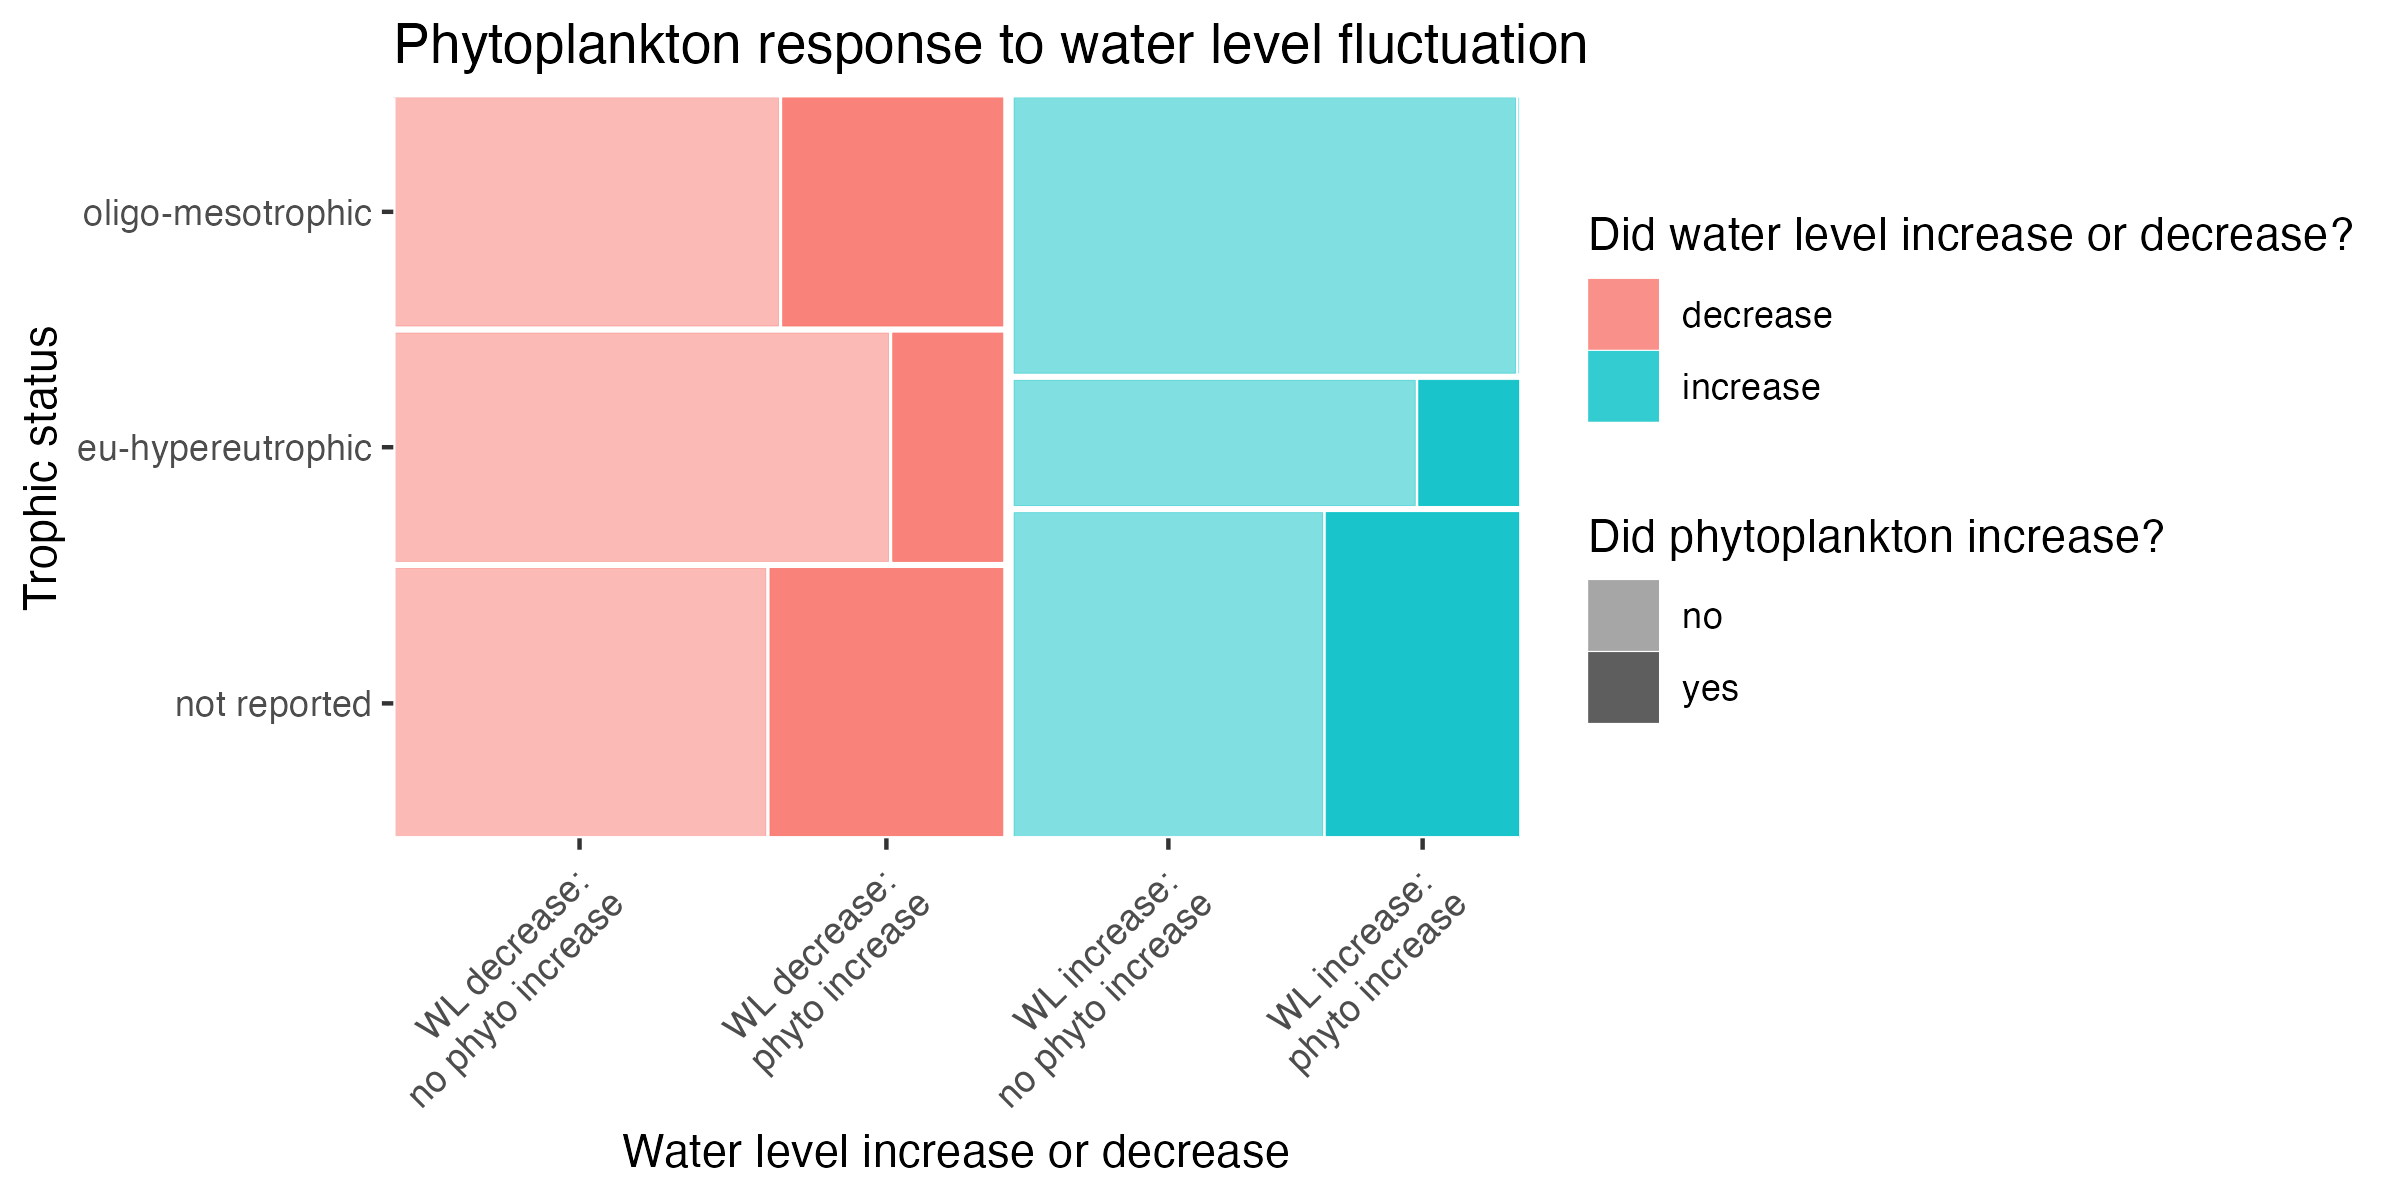 Phytoplankton response to water level fluctuation
Trophic status
oligo-mesotrophic
eu-hypereutrophic
not reported
WL decrease:
no phyto increase
WL decrease:
phyto increase
WL increase:
no phyto increase
WL increase:
phyto increase
Water level increase or decrease
Did water level increase or decrease?
decrease
increase
Did phytoplankton increase?
no
yes